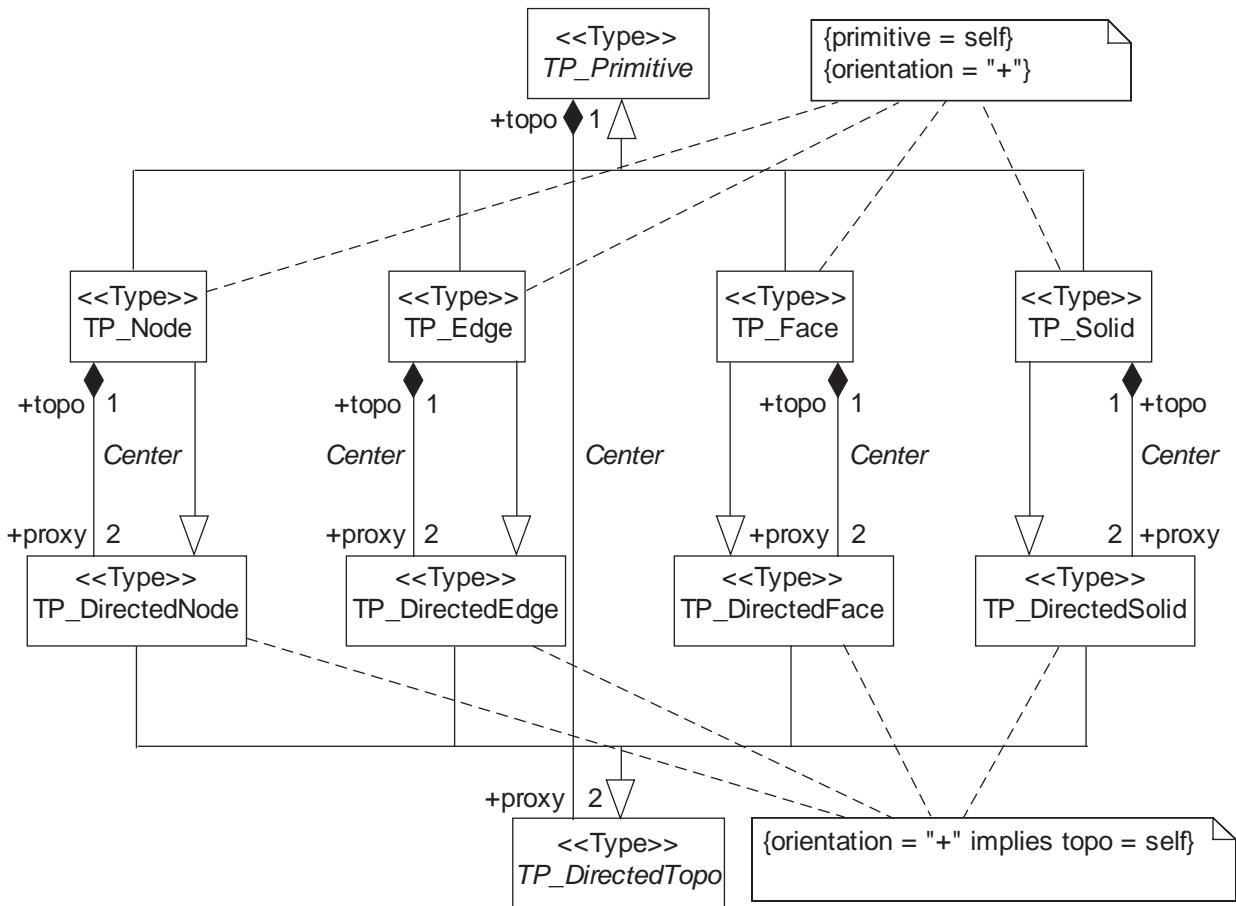 <<Type>>
TP_Primitive
{primitive = self}
{orientation = "+"}
+topo 1
<<Type>>
TP_Node
<<Type>>
TP_Edge
<<Type>>
TP_Face
<<Type>>
TP_Solid
+topo 1
+topo 1
+topo 1
1 +topo
Center
Center
Center
Center
Center
+proxy 2
+proxy 2
+proxy 2
2 +proxy
<<Type>>
TP_DirectedNode
<<Type>>
TP_DirectedEdge
<<Type>>
TP_DirectedFace
<<Type>>
TP_DirectedSolid
+proxy 2
<<Type>>
TP_DirectedTopo
{orientation = "+" implies topo = self}